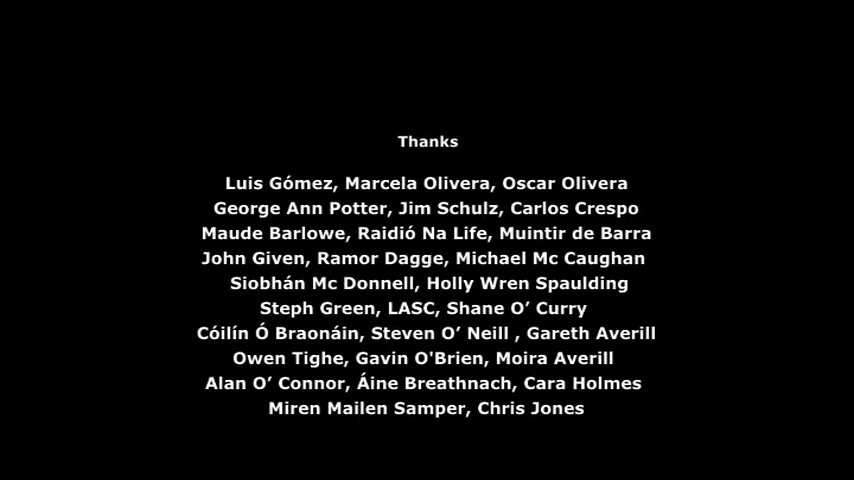 Thanks
Luis Gómez, Marcela Olivera, Oscar Olivera
George Ann Potter, Jim Schulz, Carlos Crespo
Maude Barlowe, Raidió Na Life, Muintir de Barra
John Given, Ramor Dagge, Michael Mc Caughan
Siobhán Mc Donnell, Holly Wren Spaulding
Steph Green, LASC, Shane O’ Curry
Cóilín Ó Braonáin, Steven O’ Neill , Gareth Averill
Owen Tighe, Gavin O'Brien, Moira Averill
Alan O’ Connor, Áine Breathnach, Cara Holmes
Miren Mailen Samper, Chris Jones